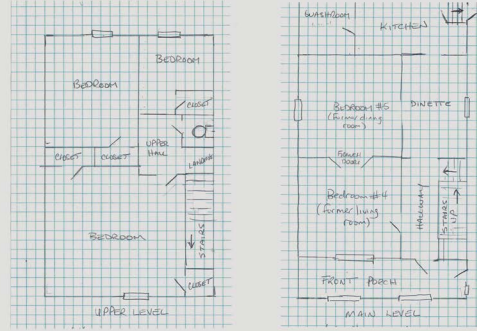 BEDROOM
BEDROOM
CLOSET
CLOSET
CLOSET
UPPER
HALL
LANDING
BEDROOM
STAIRS
CLOSET
UPPER LEVEL
WASHROOM
KITCHEN
BEDROOM #5
(former dining
room)
DINETTE
FRENCH
DOORS
Bedroom #4
(former living
room)
HALLWAY
STAIRS
UP
FRONT PORCH
MAIN LEVEL